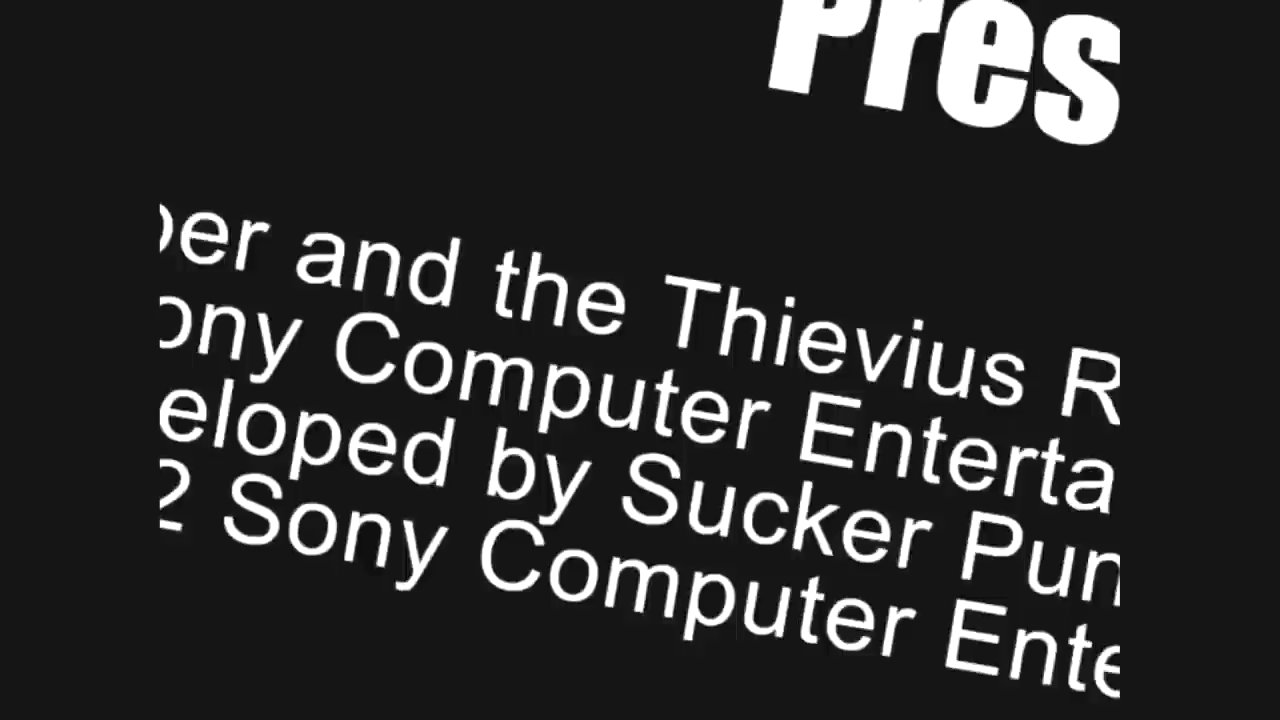 Pres
per and the Thievius R
ony Computer Enterta
eloped by Sucker Pun
2 Sony Computer Ente